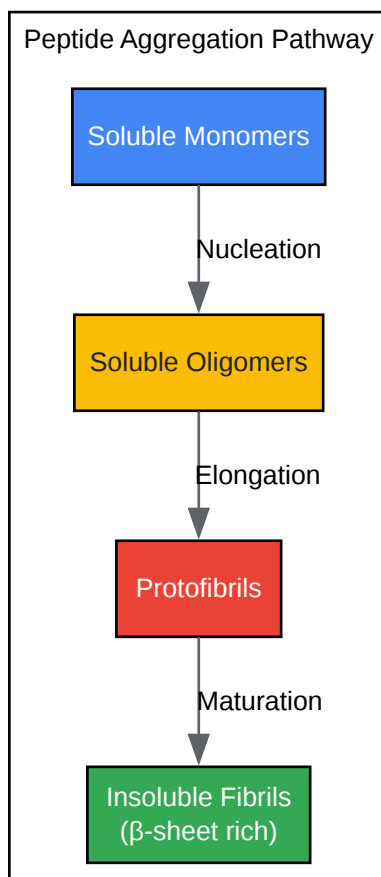 Peptide Aggregation Pathway
Soluble Monomers
Nucleation
Soluble Oligomers
Elongation
Protofibrils
Maturation
Insoluble Fibrils
(β-sheet rich)